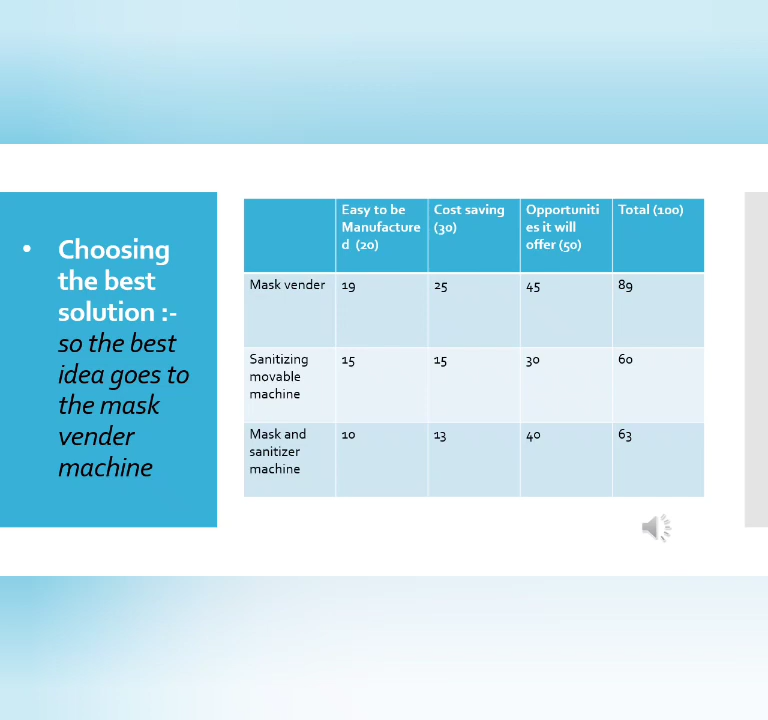 • Choosing
the best
solution :-
so the best
idea goes to
the mask
vender
machine
Easy to be
Manufacture
d (20)
Cost saving
(30)
Opportuniti
es it will
offer (50)
Total (100)
Mask vender
19
25
45
89
Sanitizing
movable
machine
15
15
30
60
Mask and
sanitizer
machine
10
13
40
63